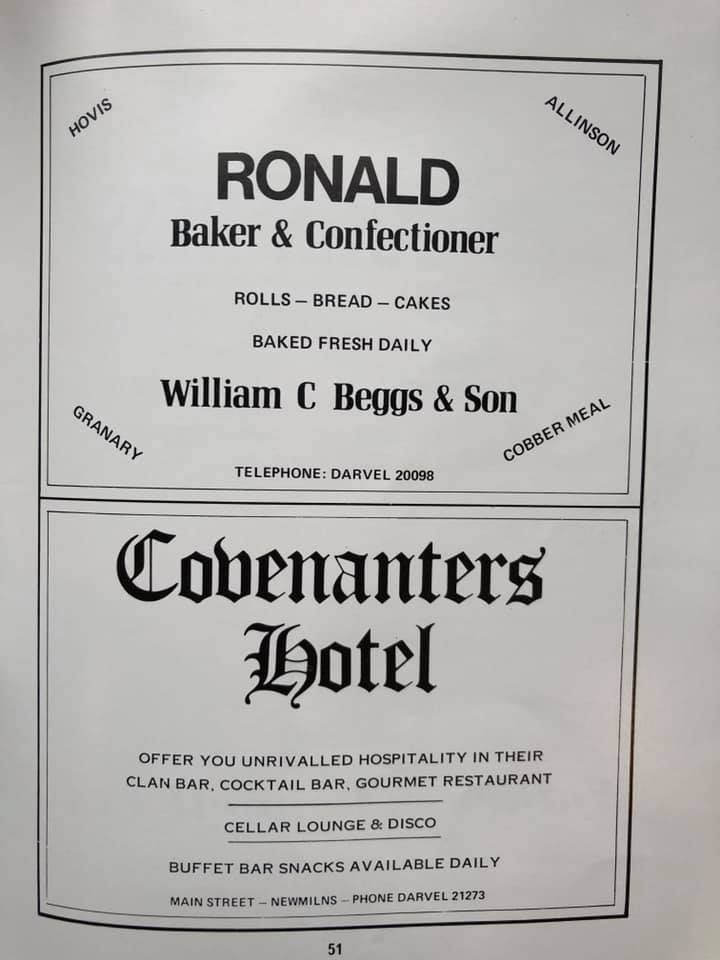 HOVIS
ALLINSON
RONALD
Baker & Confectioner
ROLLS – BREAD – CAKES
BAKED FRESH DAILY
William C Beggs & Son
GRANARY
COBBER MEAL
TELEPHONE: DARVEL 20098
Covenanters
Hotel
OFFER YOU UNRIVALLED HOSPITALITY IN THEIR
CLAN BAR, COCKTAIL BAR, GOURMET RESTAURANT
CELLAR LOUNGE & DISCO
BUFFET BAR SNACKS AVAILABLE DAILY
MAIN STREET – NEWMILNS – PHONE DARVEL 21273
51